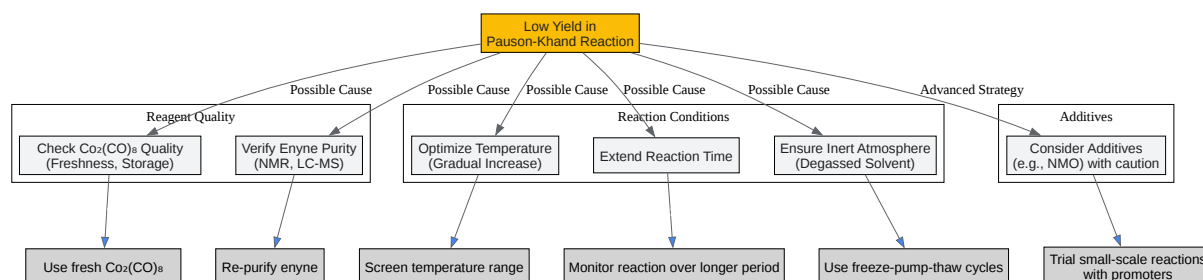 Low Yield in
Pauson-Khand Reaction
Possible Cause
Possible Cause
Possible Cause
Possible Cause
Possible Cause
Advanced Strategy
Reagent Quality
Reaction Conditions
Additives
Check Co₂(CO)₈ Quality
(Freshness, Storage)
Verify Enyne Purity
(NMR, LC-MS)
Optimize Temperature
(Gradual Increase)
Extend Reaction Time
Ensure Inert Atmosphere
(Degassed Solvent)
Consider Additives
(e.g., NMO) with caution
Use fresh Co₂(CO)₈
Re-purify enyne
Screen temperature range
Monitor reaction over longer period
Use freeze-pump-thaw cycles
Trial small-scale reactions
with promoters